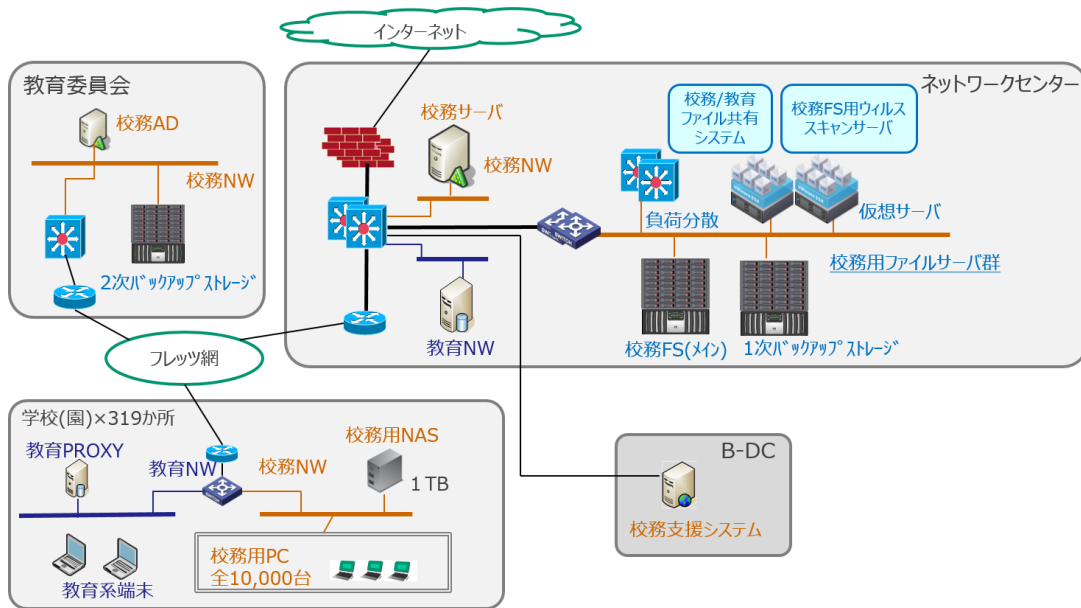 インターネット
教育委員会
校務AD
校務NW
2次ﾊﾞｯｸｱｯﾌﾟｽﾄﾚｰｼﾞ
ネットワークセンター
校務サーバ
校務NW
校務/教育
ファイル共有
システム
校務FS用ウィルス
スキャンサーバ
負荷分散
仮想サーバ
校務用ファイルサーバ群
教育NW
校務FS(ﾒｲﾝ)
1次ﾊﾞｯｸｱｯﾌﾟｽﾄﾚｰｼﾞ
フレッツ網
学校(園)×319か所
教育PROXY
教育NW
校務NW
校務用NAS
1TB
教育系端末
校務用PC
全10,000台
B-DC
校務支援システム